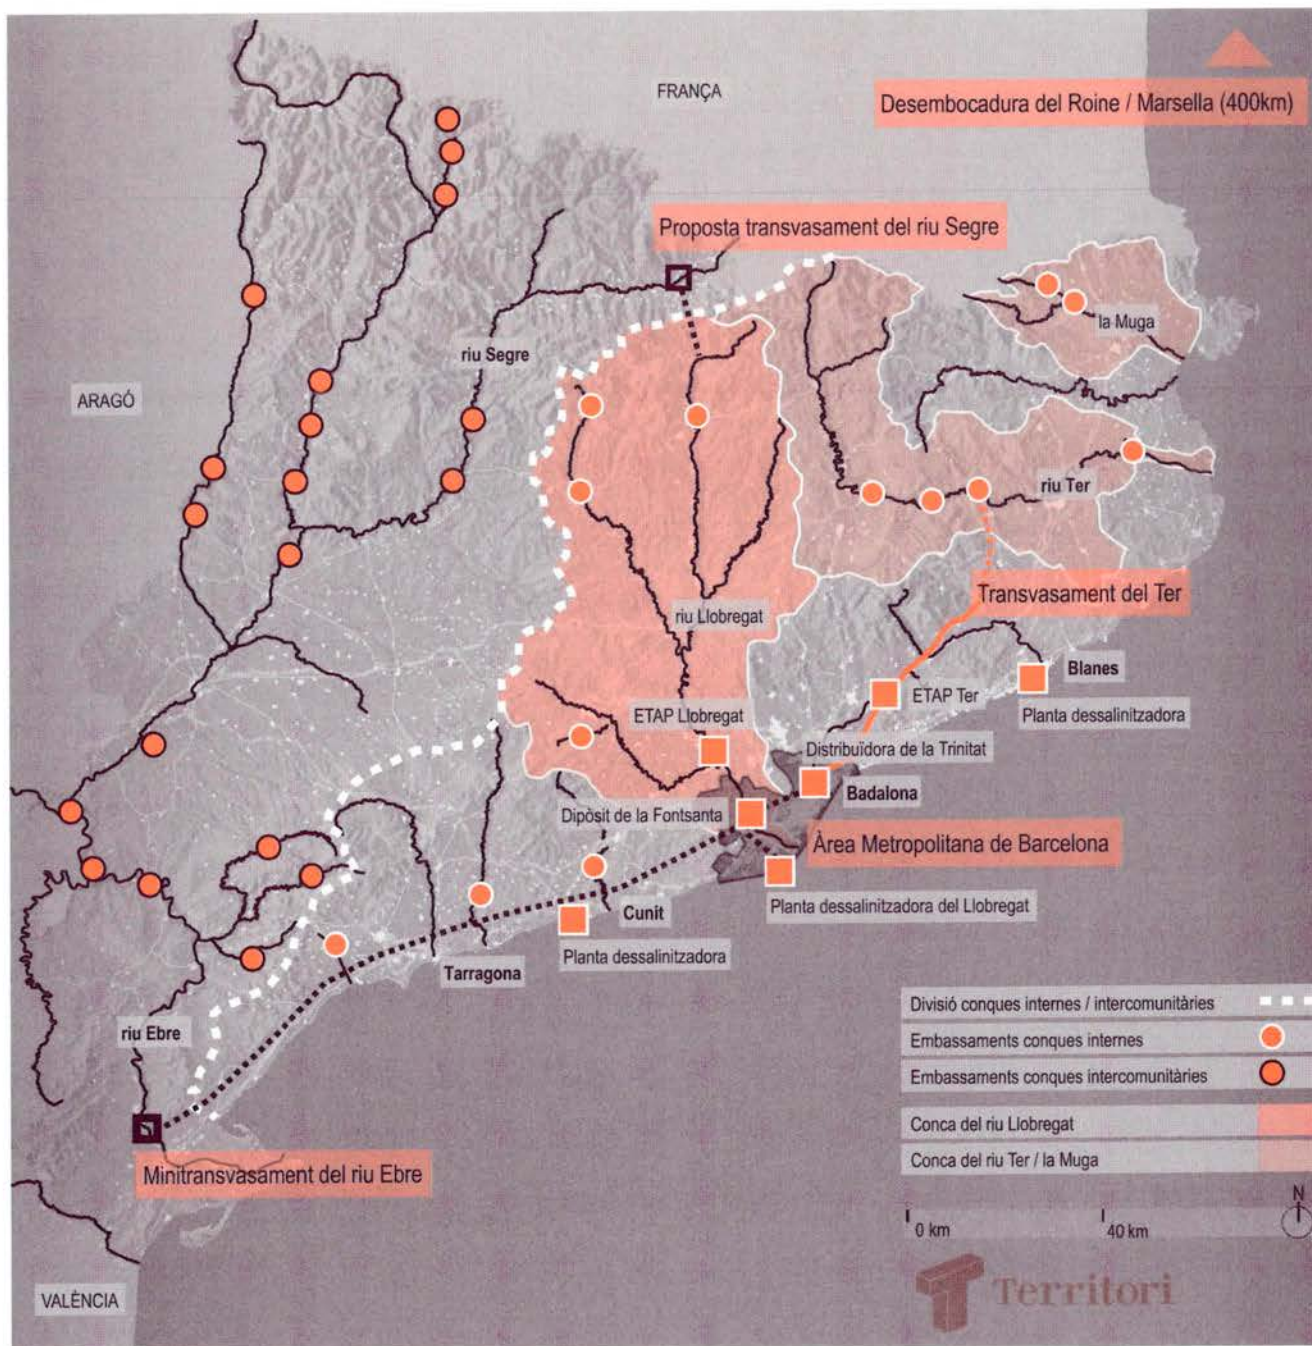 FRANÇA
Desembocadura del Roine / Marsella (400km)
Proposta transvasament del riu Segre
la Muga
riu Segre
ARAGÓ
riu Ter
Transvasament del Ter
riu Llobregat
Blanes
ETAP Ter
Planta dessalinitzadora
ETAP Llobregat
Distribuïdora de la Trinitat
Badalona
Dipòsit de la Fontsanta
Àrea Metropolitana de Barcelona
Planta dessalinitzadora del Llobregat
Cunit
Planta dessalinitzadora
Tarragona
riu Ebre
Minitransvasament del riu Ebre
VALÈNCIA
Divisió conques internes / intercomunitàries
Embassaments conques internes
Embassaments conques intercomunitàries
Conca del riu Llobregat
Conca del riu Ter / la Muga
N
0 km 40 km
Territori